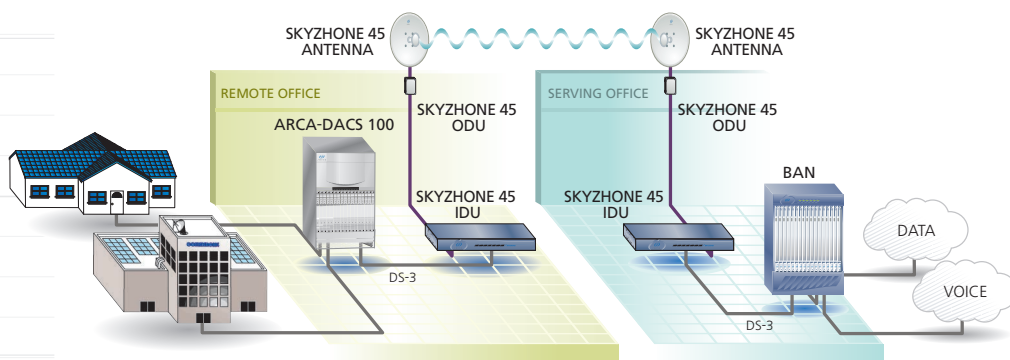 SKYZHONE 45
ANTENNA
SKYZHONE 45
ANTENNA
REMOTE OFFICE
SERVING OFFICE
SKYZHONE 45
ODU
SKYZHONE 45
ODU
ARCA-DACS 100
BAN
SKYZHONE 45
IDU
SKYZHONE 45
IDU
DATA
DS-3
VOICE
DS-3